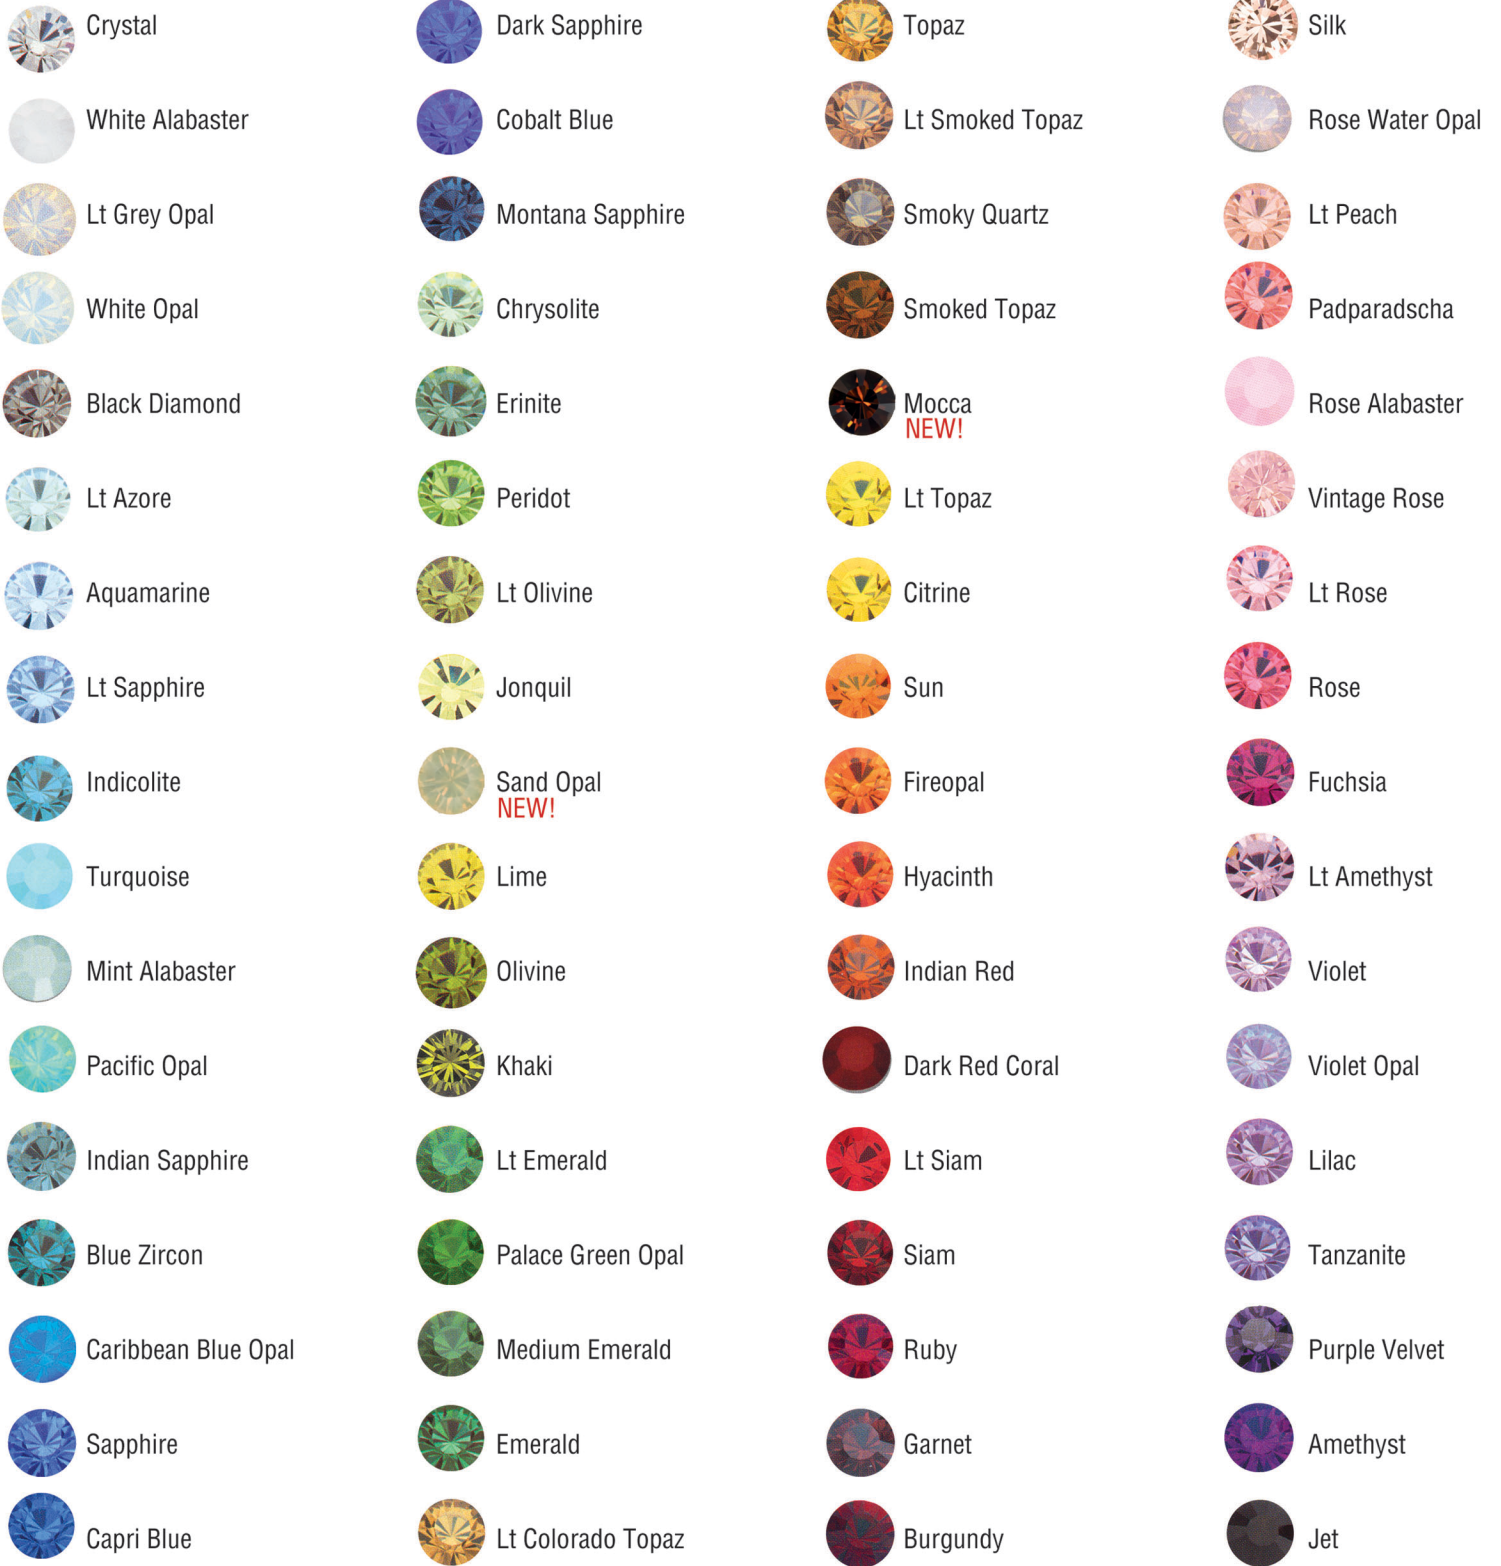 Crystal
White Alabaster
Lt Grey Opal
White Opal
Black Diamond
Lt Azore
Aquamarine
Lt Sapphire
Indicolite
Turquoise
Mint Alabaster
Pacific Opal
Indian Sapphire
Blue Zircon
Caribbean Blue Opal
Sapphire
Capri Blue
Dark Sapphire
Cobalt Blue
Montana Sapphire
Chrysolite
Erinite
Peridot
Lt Olivine
Jonquil
Sand Opal
NEW!
Lime
Olivine
Khaki
Lt Emerald
Palace Green Opal
Medium Emerald
Emerald
Lt Colorado Topaz
Topaz
Lt Smoked Topaz
Smoky Quartz
Smoked Topaz
Mocca
NEW!
Lt Topaz
Citrine
Sun
Fireopal
Hyacinth
Indian Red
Dark Red Coral
Lt Siam
Siam
Ruby
Garnet
Burgundy
Silk
Rose Water Opal
Lt Peach
Padparadscha
Rose Alabaster
Vintage Rose
Lt Rose
Rose
Fuchsia
Lt Amethyst
Violet
Violet Opal
Lilac
Tanzanite
Purple Velvet
Amethyst
Jet